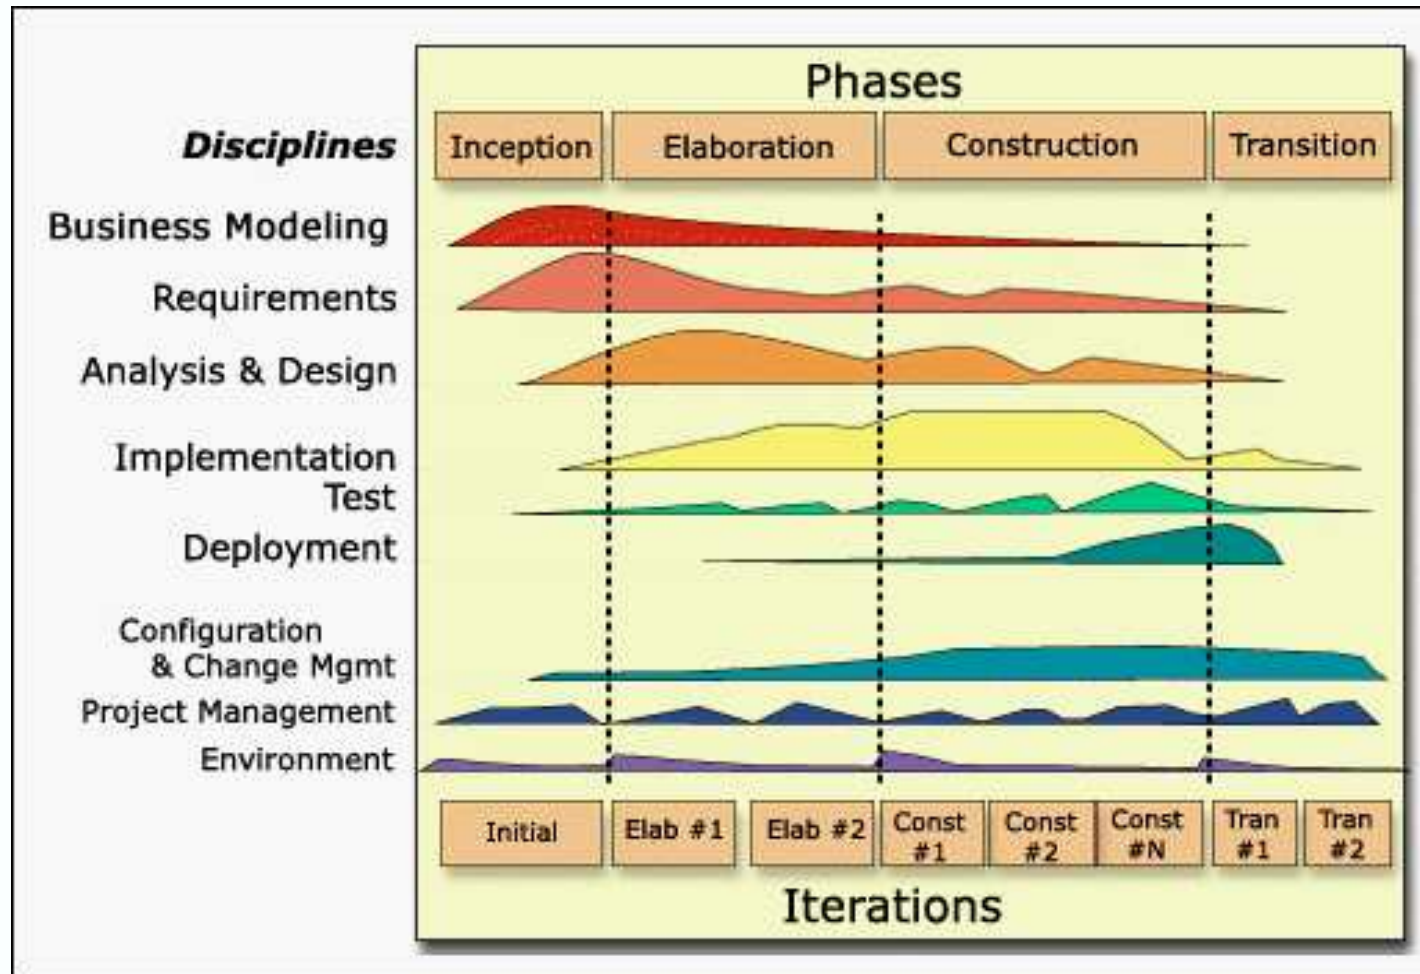 Phases
Disciplines
Inception
Elaboration
Construction
Transition
Business Modeling
Requirements
Analysis & Design
Implementation
Test
Deployment
Configuration
& Change Mgmt
Project Management
Environment
Initial
Elab #1
Elab #2
Const
#1
Const
#2
Const
#N
Tran
#1
Tran
#2
Iterations